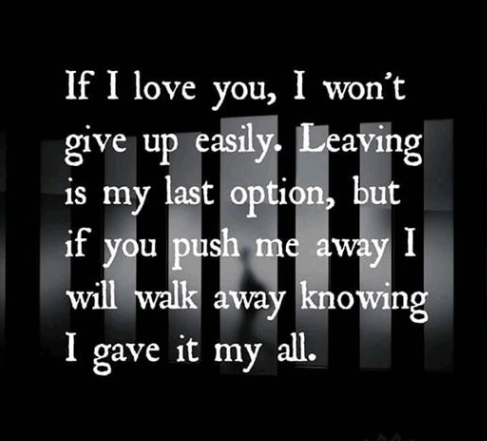 If I love you, I won't
give up easily. Leaving
is my last option, but
if you push me away I
will walk away knowing
I gave it my all.